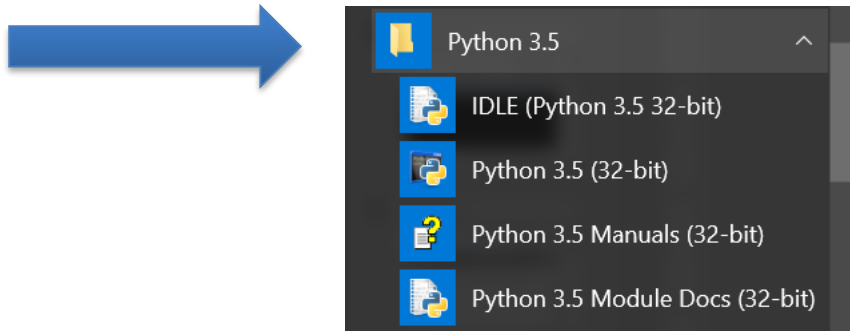 Python 3.5
IDLE (Python 3.5 32-bit)
Python 3.5 (32-bit)
Python 3.5 Manuals (32-bit)
Python 3.5 Module Docs (32-bit)